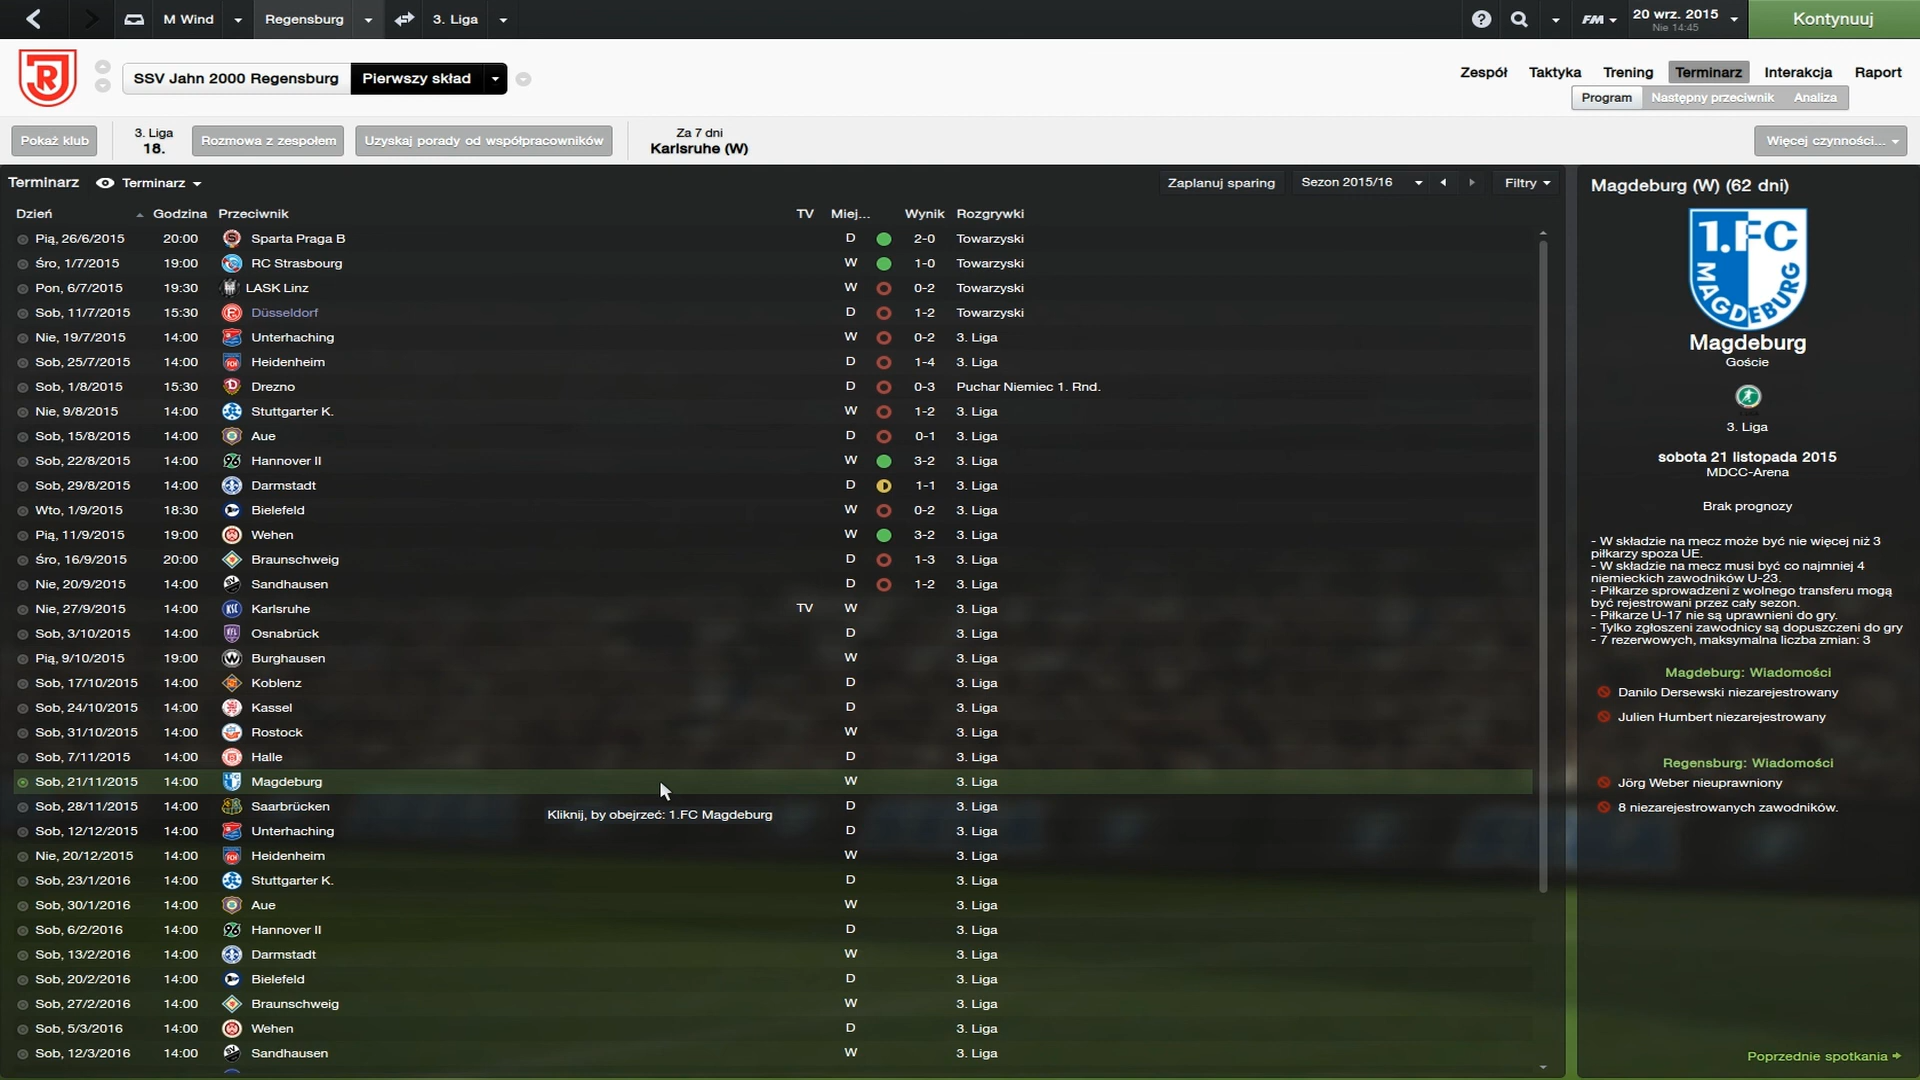 M Wind
Regensburg
3. Liga
FM
20 wrz. 2015
Nie 14:45
Kontynuuj
SSV Jahn 2000 Regensburg
Pierwszy skład
Zespół Taktyka Trening Terminarz Interakcja Raport
Program Następny przeciwnik Analiza
Pokaż klub
3. Liga
18.
Rozmowa z zespołem
Uzyskaj porady od współpracowników
Za 7 dni
Karlsruhe (W)
Więcej czynności...
Terminarz Terminarz Zaplanuj sparing Sezon 2015/16 Filtry
Dzień Godzina Przeciwnik TV Miej... Wynik Rozgrywki
Pią, 26/6/2015 20:00 Sparta Praga B D 2-0 Towarzyski
Śro, 1/7/2015 19:00 RC Strasbourg W 1-0 Towarzyski
Pon, 6/7/2015 19:30 LASK Linz W 0-2 Towarzyski
Sob, 11/7/2015 15:30 Düsseldorf D 1-2 Towarzyski
Nie, 19/7/2015 14:00 Unterhaching W 0-2 3. Liga
Sob, 25/7/2015 14:00 Heidenheim D 1-4 3. Liga
Sob, 1/8/2015 15:30 Drezno D 0-3 Puchar Niemiec 1. Rnd.
Nie, 9/8/2015 14:00 Stuttgarter K. W 1-2 3. Liga
Sob, 15/8/2015 14:00 Aue D 0-1 3. Liga
Sob, 22/8/2015 14:00 Hannover II W 3-2 3. Liga
Sob, 29/8/2015 14:00 Darmstadt D 1-1 3. Liga
Wto, 1/9/2015 18:30 Bielefeld W 0-2 3. Liga
Pią, 11/9/2015 19:00 Wehen W 3-2 3. Liga
Śro, 16/9/2015 20:00 Braunschweig D 1-3 3. Liga
Nie, 20/9/2015 14:00 Sandhausen D 1-2 3. Liga
Nie, 27/9/2015 14:00 Karlsruhe TV W 3. Liga
Sob, 3/10/2015 14:00 Osnabrück D 3. Liga
Pią, 9/10/2015 19:00 Burghausen W 3. Liga
Sob, 17/10/2015 14:00 Koblenz D 3. Liga
Sob, 24/10/2015 14:00 Kassel D 3. Liga
Sob, 31/10/2015 14:00 Rostock W 3. Liga
Sob, 7/11/2015 14:00 Halle D 3. Liga
Sob, 21/11/2015 14:00 Magdeburg W 3. Liga
Sob, 28/11/2015 14:00 Saarbrücken D 3. Liga
Kliknij, by obejrzeć: 1.FC Magdeburg
Sob, 12/12/2015 14:00 Unterhaching D 3. Liga
Nie, 20/12/2015 14:00 Heidenheim W 3. Liga
Sob, 23/1/2016 14:00 Stuttgarter K. D 3. Liga
Sob, 30/1/2016 14:00 Aue W 3. Liga
Sob, 6/2/2016 14:00 Hannover II D 3. Liga
Sob, 13/2/2016 14:00 Darmstadt W 3. Liga
Sob, 20/2/2016 14:00 Bielefeld D 3. Liga
Sob, 27/2/2016 14:00 Braunschweig W 3. Liga
Sob, 5/3/2016 14:00 Wehen D 3. Liga
Sob, 12/3/2016 14:00 Sandhausen W 3. Liga
Magdeburg (W) (62 dni)
1.FC
MAGDEBURG
Magdeburg
Goście
3. Liga
sobota 21 listopada 2015
MDCC-Arena
Brak prognozy
- W składzie na mecz może być nie więcej niż 3
piłkarzy spoza UE.
- W składzie na mecz musi być co najmniej 4
niemieckich zawodników U-23.
- Piłkarze sprowadzeni z wolnego transferu mogą
być rejestrowani przez cały sezon.
- Piłkarze U-17 nie są uprawnieni do gry.
- Tylko zgłoszeni zawodnicy są dopuszczeni do gry
- 7 rezerwowych, maksymalna liczba zmian: 3
Magdeburg: Wiadomości
Danilo Dersewski niezarejestrowany
Julien Humbert niezarejestrowany
Regensburg: Wiadomości
Jörg Weber nieuprawniony
8 niezarejestrowanych zawodników.
Poprzednie spotkania